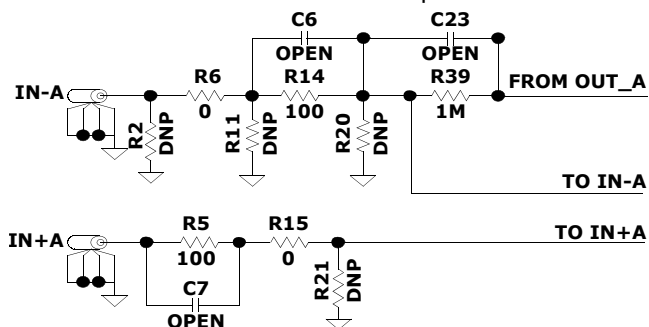 C6
OPEN
C23
OPEN
IN-A
R6
0
R14
100
R39
1M
FROM OUT_A
R2
DNP
R11
DNP
R20
DNP
TO IN-A
IN+A
R5
100
R15
0
TO IN+A
C7
OPEN
R21
DNP